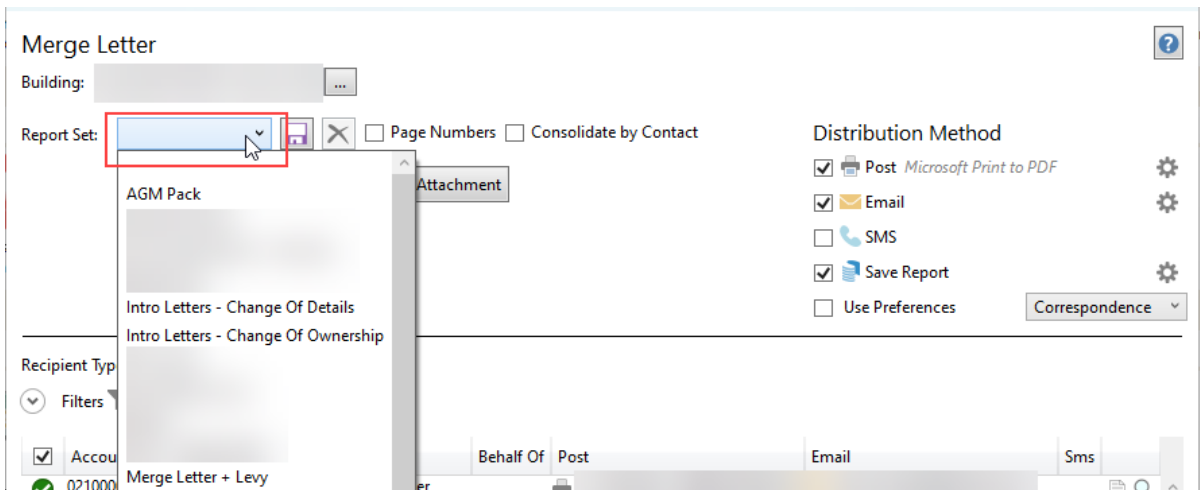 Merge Letter
Building:
...
Report Set:
Page Numbers
Consolidate by Contact
Distribution Method
AGM Pack
Attachment
Post Microsoft Print to PDF
Email
SMS
Save Report
Intro Letters - Change Of Details
Use Preferences
Correspondence
Intro Letters - Change Of Ownership
Recipient Typ
Filters
Accou
Behalf Of
Post
Email
Sms
Merge Letter + Levy